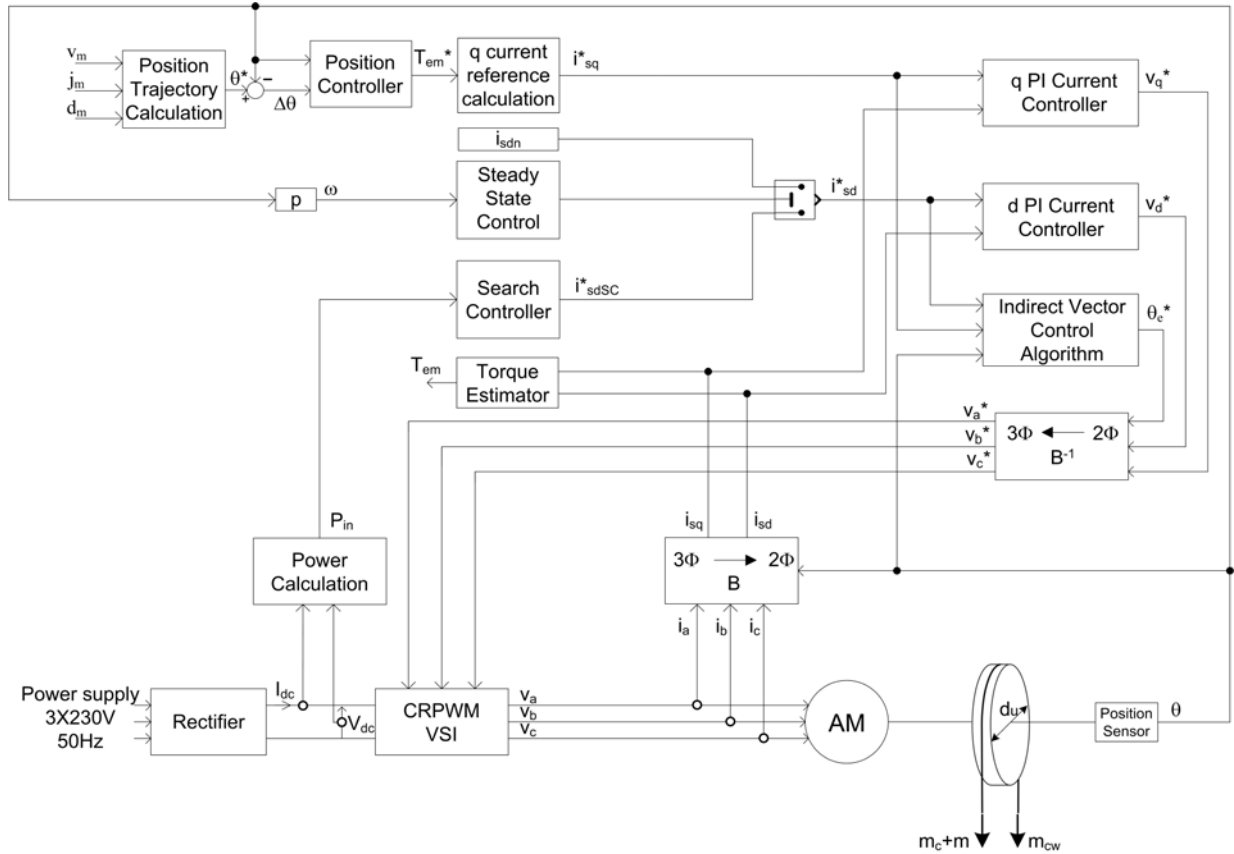 v_m
j_m
d_m
Position
Trajectory
Calculation
θ*
−
+
Δθ
Position
Controller
T_em*
q current
reference
calculation
i*_sq
q PI Current
Controller
v_q*
i_sdn
p
ω
Steady
State
Control
i*_sd
d PI Current
Controller
v_d*
Search
Controller
i*_sdSC
Indirect Vector
Control
Algorithm
θ_e*
T_em
Torque
Estimator
v_a*
v_b*
v_c*
3Φ 2Φ
B⁻¹
P_in
Power
Calculation
i_sq
i_sd
3Φ 2Φ
B
i_a
i_b
i_c
Power supply
3X230V
50Hz
Rectifier
I_dc
V_dc
CRPWM
VSI
v_a
v_b
v_c
AM
d_u
Position
Sensor
θ
m_c+m
m_cw